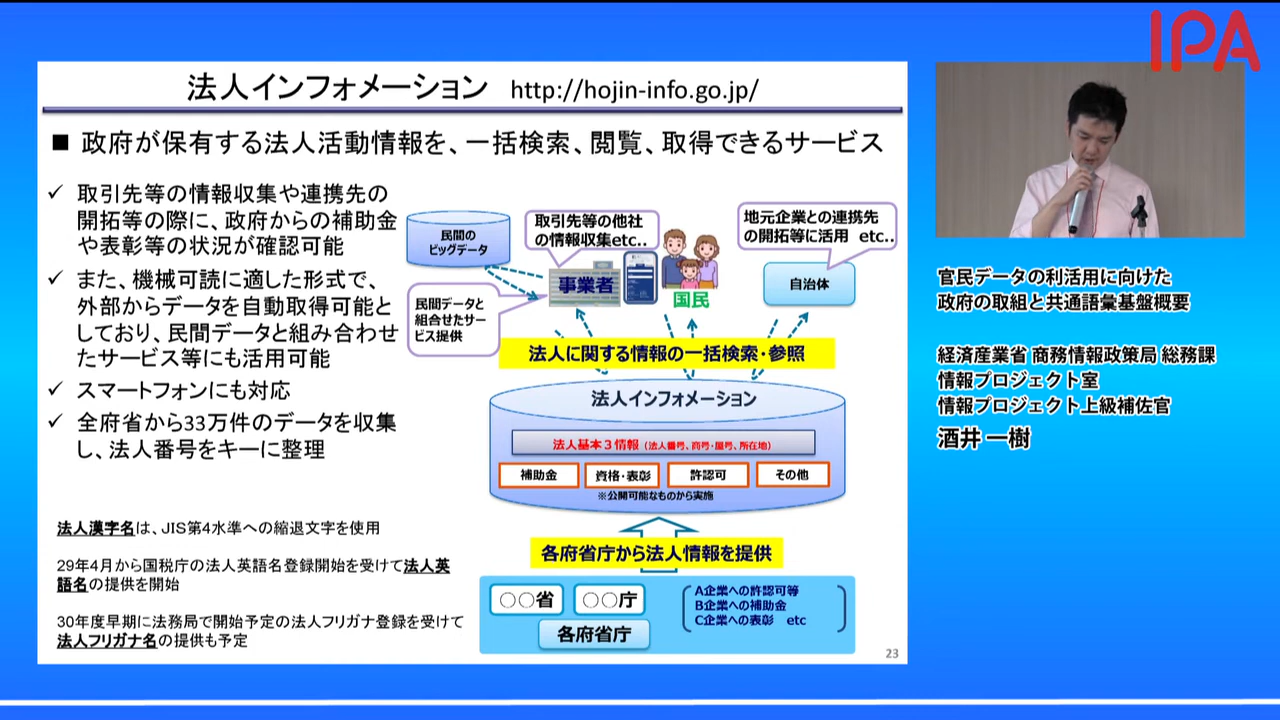 IPA
法人インフォメーション http://hojin-info.go.jp/
■ 政府が保有する法人活動情報を、一括検索、閲覧、取得できるサービス
✓ 取引先等の情報収集や連携先の
開拓等の際に、政府からの補助金
や表彰等の状況が確認可能
✓ また、機械可読に適した形式で、
外部からデータを自動取得可能と
しており、民間データと組み合わせ
たサービス等にも活用可能
✓ スマートフォンにも対応
✓ 全府省から33万件のデータを収集
し、法人番号をキーに整理
法人漢字名は、JIS第4水準への縮退文字を使用
29年4月から国税庁の法人英語名登録開始を受けて法人英
語名の提供を開始
30年度早期に法務局で開始予定の法人フリガナ登録を受けて
法人フリガナ名の提供も予定
民間の
ビッグデータ
取引先等の他社
の情報収集etc..
地元企業との連携先
の開拓等に活用 etc..
事業者
国民
自治体
民間データと
組合せたサー
ビス提供
法人に関する情報の一括検索・参照
法人インフォメーション
法人基本3情報（法人番号、商号・屋号、所在地）
補助金
資格・表彰
許認可
その他
※公開可能なものから実施
各府省庁から法人情報を提供
○○省
○○庁
各府省庁
A企業への許認可等
B企業への補助金
C企業への表彰 etc
23
官民データの利活用に向けた
政府の取組と共通語彙基盤概要
経済産業省 商務情報政策局 総務課
情報プロジェクト室
情報プロジェクト上級補佐官
酒井 一樹